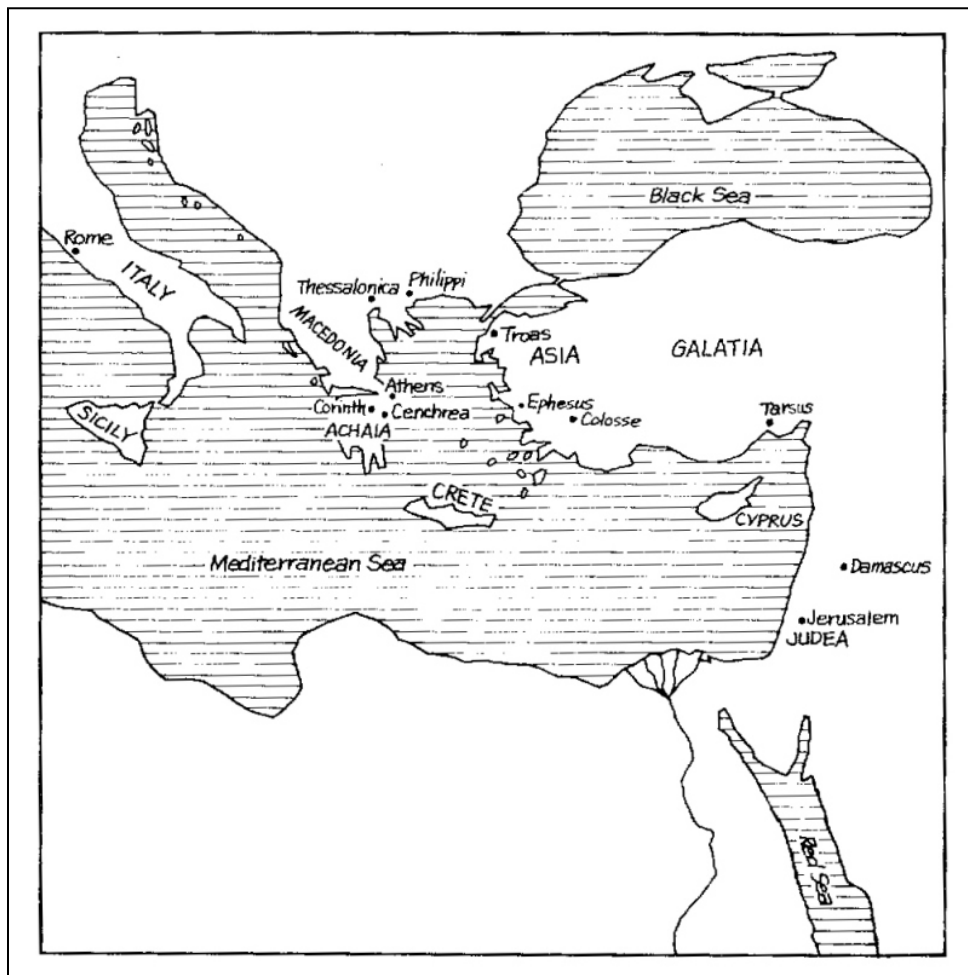 Black Sea
Rome
ITALY
Thessalonica
Philippi
MACEDONIA
Troas
ASIA
GALATIA
Athens
Corinth
Cenchrea
ACHAIA
Ephesus
Colosse
Tarsus
SICILY
CRETE
CYPRUS
Mediterranean Sea
Damascus
Jerusalem
JUDEA
Red Sea